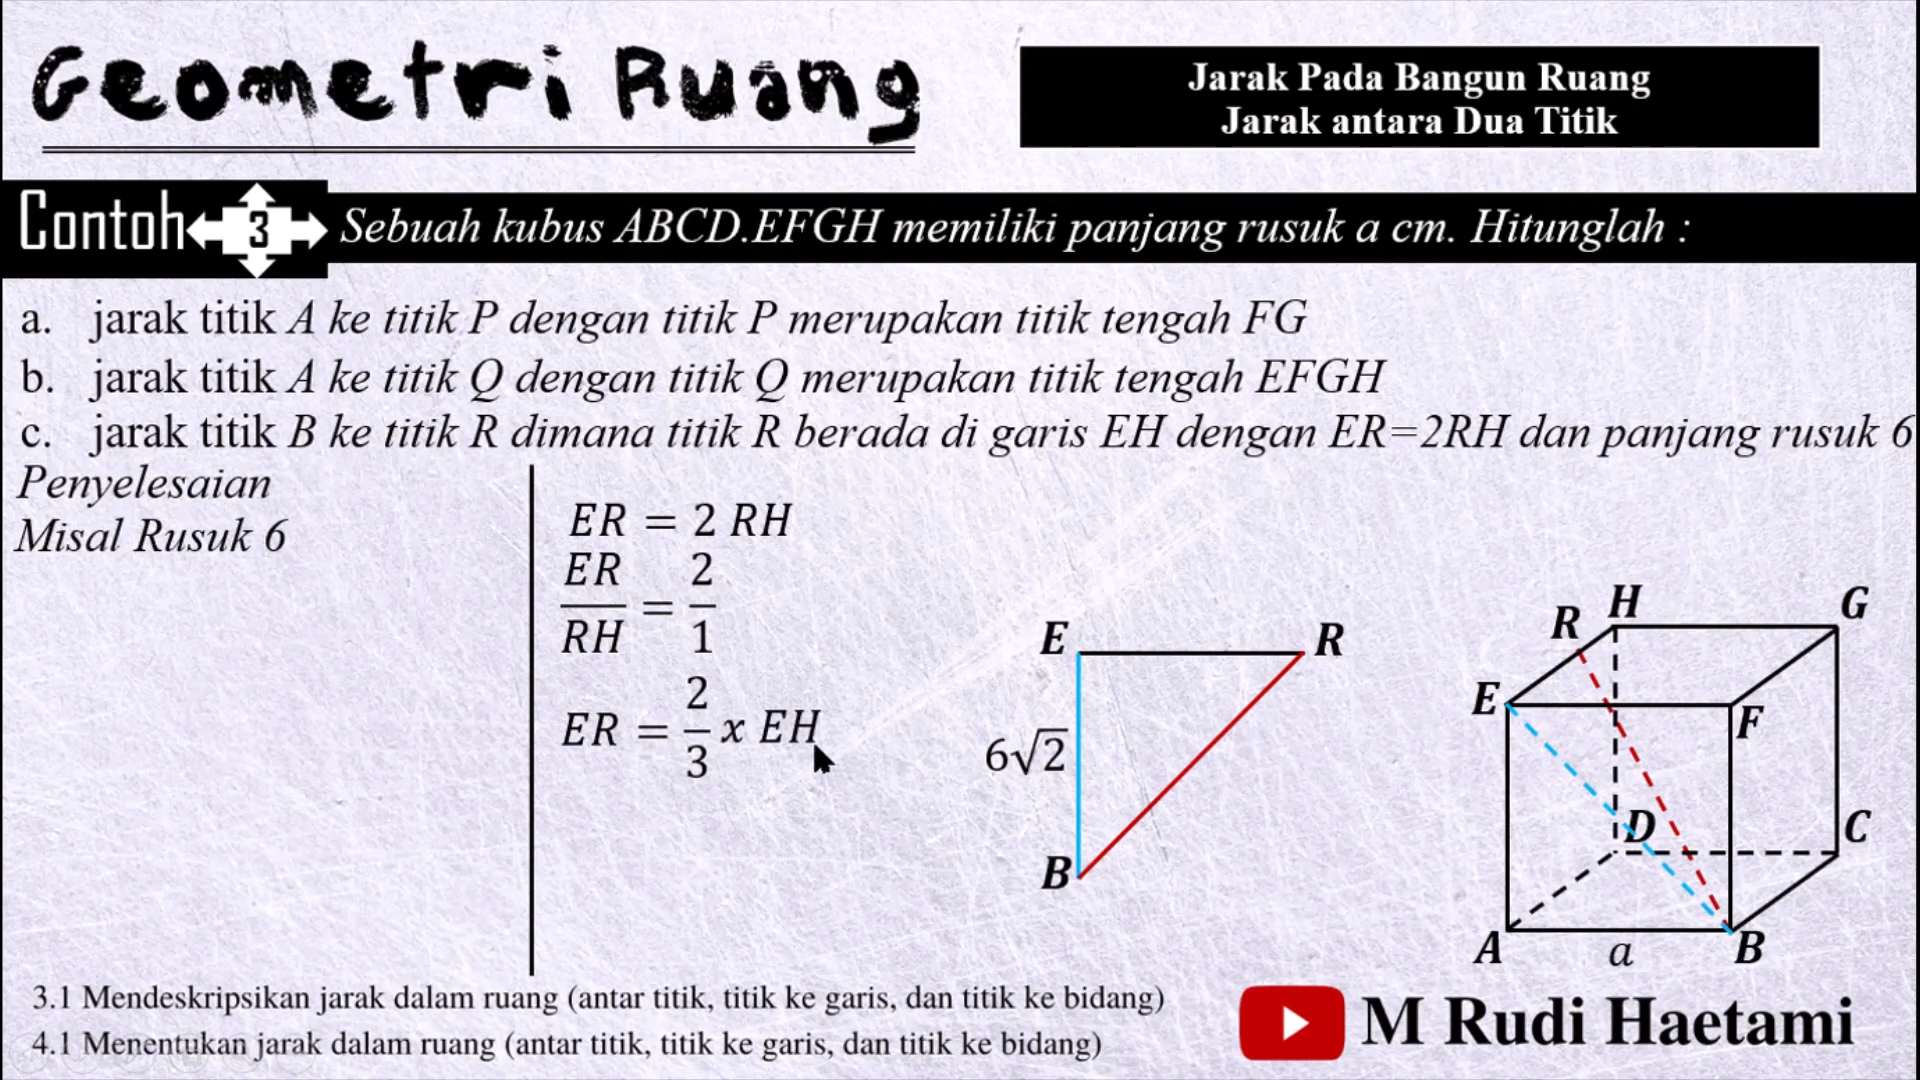 Geometri Ruang
Jarak Pada Bangun Ruang
Jarak antara Dua Titik
Contoh 3 Sebuah kubus ABCD.EFGH memiliki panjang rusuk a cm. Hitunglah :
a. jarak titik A ke titik P dengan titik P merupakan titik tengah FG
b. jarak titik A ke titik Q dengan titik Q merupakan titik tengah EFGH
c. jarak titik B ke titik R dimana titik R berada di garis EH dengan ER=2RH dan panjang rusuk 6
Penyelesaian
Misal Rusuk 6
ER = 2 RH
ER/RH = 2/1
ER = 2/3 x EH
E R
6√2
B
R H G
E F
D C
A a B
3.1 Mendeskripsikan jarak dalam ruang (antar titik, titik ke garis, dan titik ke bidang)
4.1 Menentukan jarak dalam ruang (antar titik, titik ke garis, dan titik ke bidang)
M Rudi Haetami